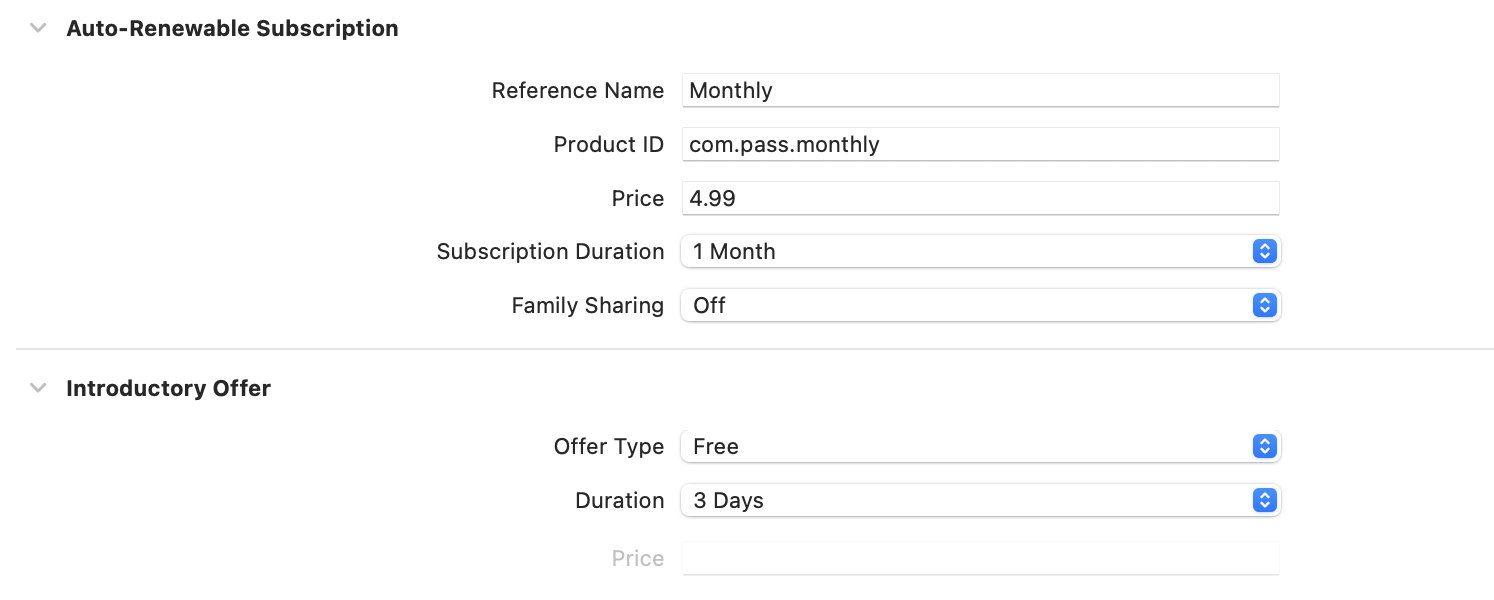 Auto-Renewable Subscription
Reference Name Monthly
Product ID com.pass.monthly
Price 4.99
Subscription Duration 1 Month
Family Sharing Off
Introductory Offer
Offer Type Free
Duration 3 Days
Price